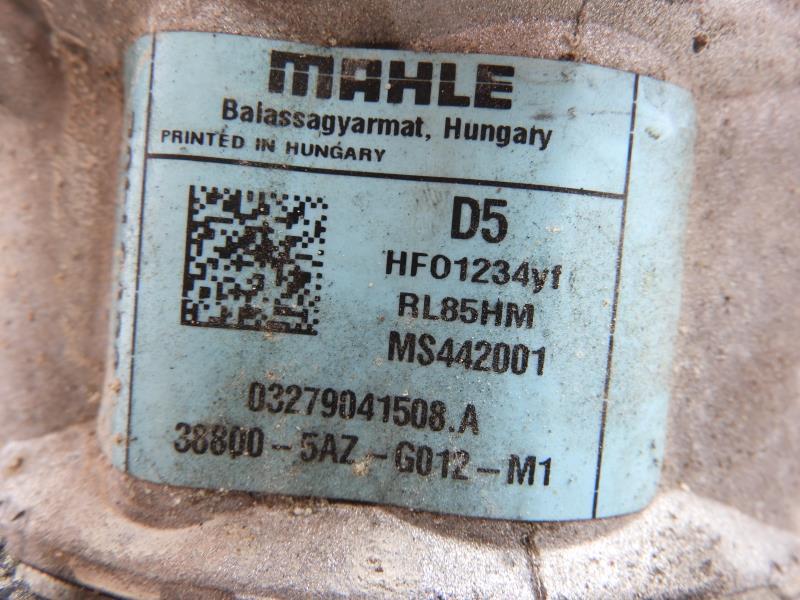 MAHLE
Balassagyarmat, Hungary
PRINTED IN HUNGARY
D5
HFO1234yf
RL85HM
MS442001
03279041508.A
38800-5AZ-G012-M1